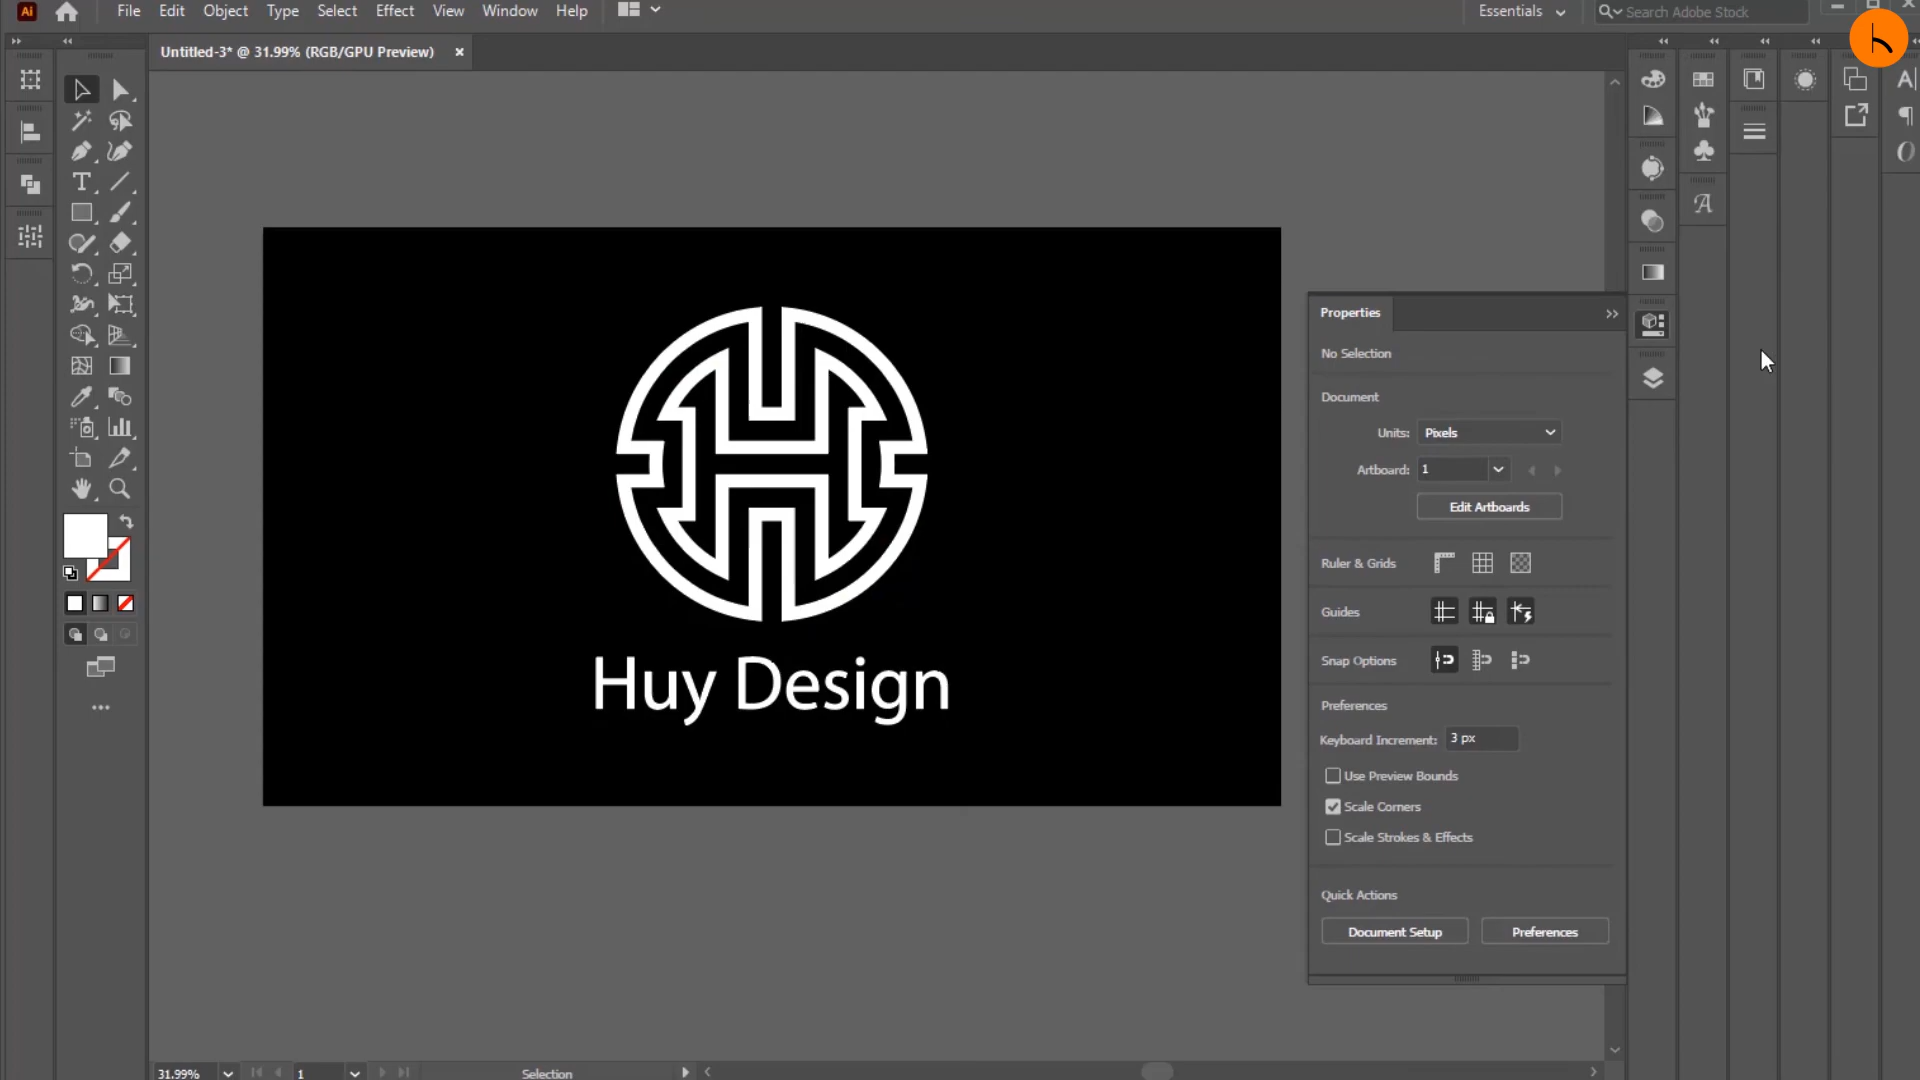 Ai File Edit Object Type Select Effect View Window Help Essentials Search Adobe Stock
Untitled-3* @ 31.99% (RGB/GPU Preview)
Properties
No Selection
Document
Units: Pixels
Artboard: 1
Edit Artboards
Ruler & Grids
Guides
Snap Options
Preferences
Keyboard Increment: 3 px
Use Preview Bounds
Scale Corners
Scale Strokes & Effects
Quick Actions
Document Setup Preferences
H
Huy Design
31.99% 1 Selection